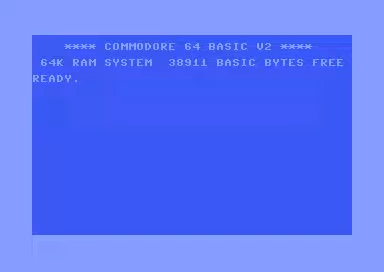 **** COMMODORE 64 BASIC V2 ****
64K RAM SYSTEM  38911 BASIC BYTES FREE
READY.